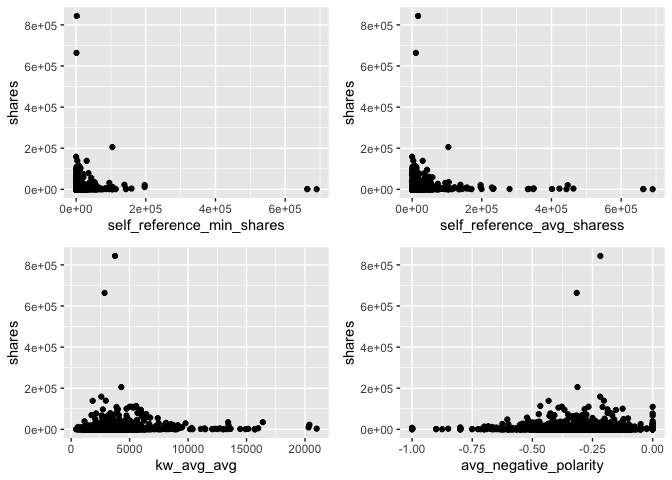 8e+05
6e+05
4e+05
2e+05
0e+00
shares
0e+00 2e+05 4e+05 6e+05
self_reference_min_shares
8e+05
6e+05
4e+05
2e+05
0e+00
shares
0e+00 2e+05 4e+05 6e+05
self_reference_avg_sharess
8e+05
6e+05
4e+05
2e+05
0e+00
shares
0 5000 10000 15000 20000
kw_avg_avg
8e+05
6e+05
4e+05
2e+05
0e+00
shares
-1.00 -0.75 -0.50 -0.25 0.00
avg_negative_polarity